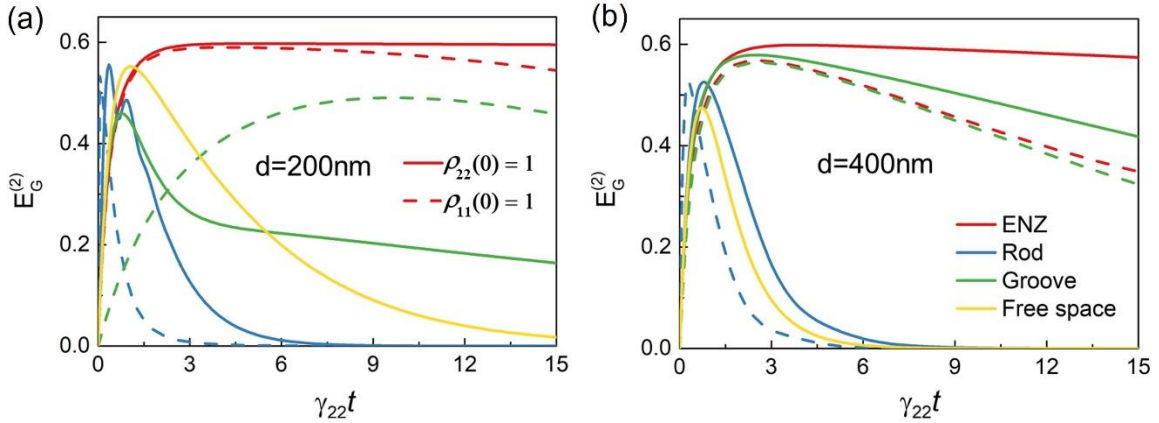 (a)
0.6
0.4
0.2
0.0
E_G^{(2)}
d=200nm
ρ₂₂(0) = 1
ρ₁₁(0) = 1
0 3 6 9 12 15
γ₂₂t
(b)
0.6
0.4
0.2
0.0
E_G^{(2)}
d=400nm
ENZ
Rod
Groove
Free space
0 3 6 9 12 15
γ₂₂t